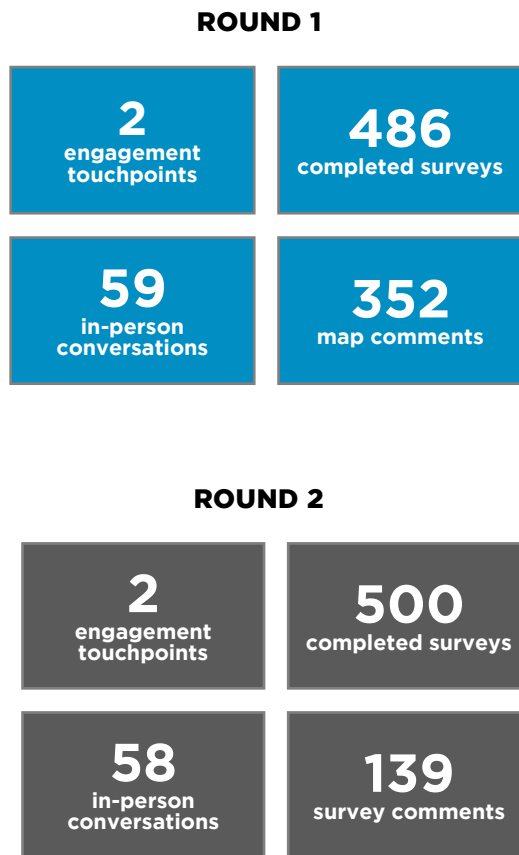 ROUND 1
2
engagement
touchpoints
486
completed surveys
59
in-person
conversations
352
map comments
ROUND 2
2
engagement
touchpoints
500
completed surveys
58
in-person
conversations
139
survey comments